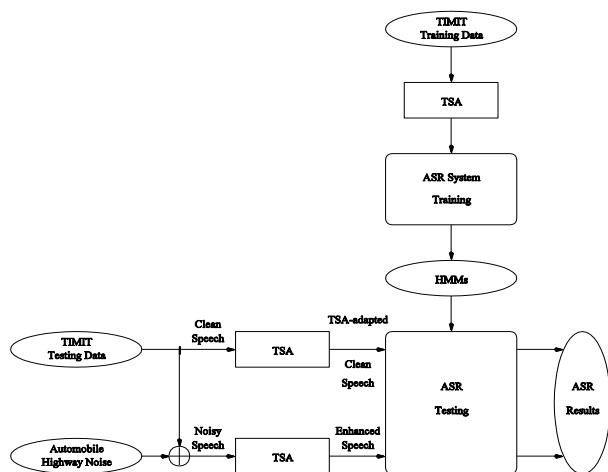 TIMIT
Training Data
TSA
ASR System
Training
HMMs
TIMIT
Testing Data
Clean
Speech
TSA
TSA-adapted
Clean
Speech
ASR
Testing
ASR
Results
Automobile
Highway Noise
Noisy
Speech
TSA
Enhanced
Speech